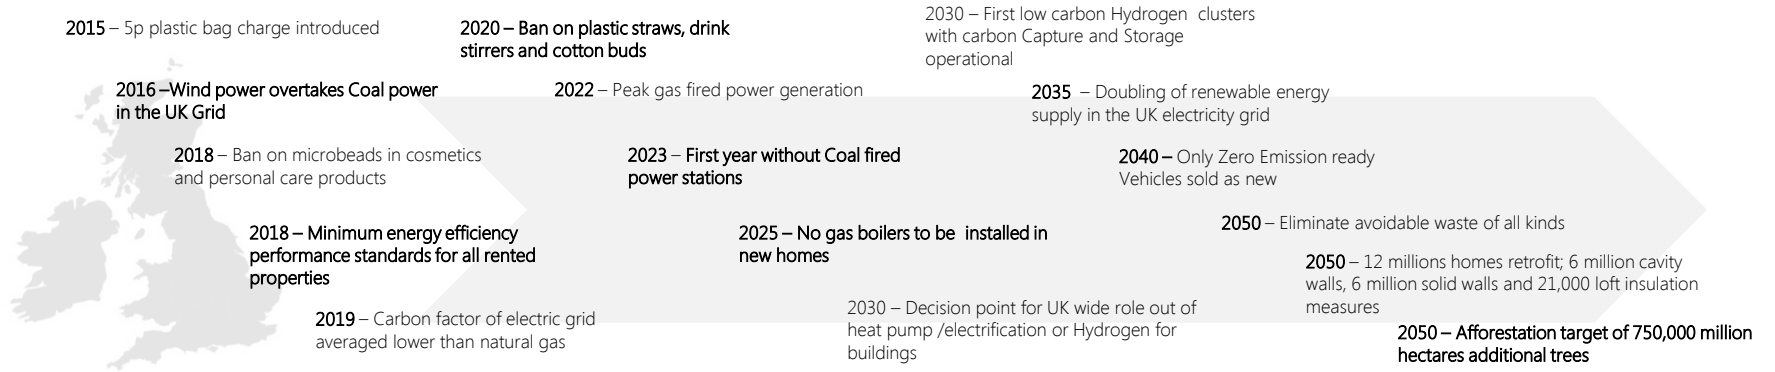 2015 – 5p plastic bag charge introduced
2016 –Wind power overtakes Coal power
in the UK Grid
2018 – Ban on microbeads in cosmetics
and personal care products
2018 – Minimum energy efficiency
performance standards for all rented
properties
2019 – Carbon factor of electric grid
averaged lower than natural gas
2020 – Ban on plastic straws, drink
stirrers and cotton buds
2022 – Peak gas fired power generation
2023 – First year without Coal fired
power stations
2025 – No gas boilers to be installed in
new homes
2030 – Decision point for UK wide role out of
heat pump /electrification or Hydrogen for
buildings
2030 – First low carbon Hydrogen clusters
with carbon Capture and Storage
operational
2035 – Doubling of renewable energy
supply in the UK electricity grid
2040 – Only Zero Emission ready
Vehicles sold as new
2050 – Eliminate avoidable waste of all kinds
2050 – 12 millions homes retrofit; 6 million cavity
walls, 6 million solid walls and 21,000 loft insulation
measures
2050 – Afforestation target of 750,000 million
hectares additional trees